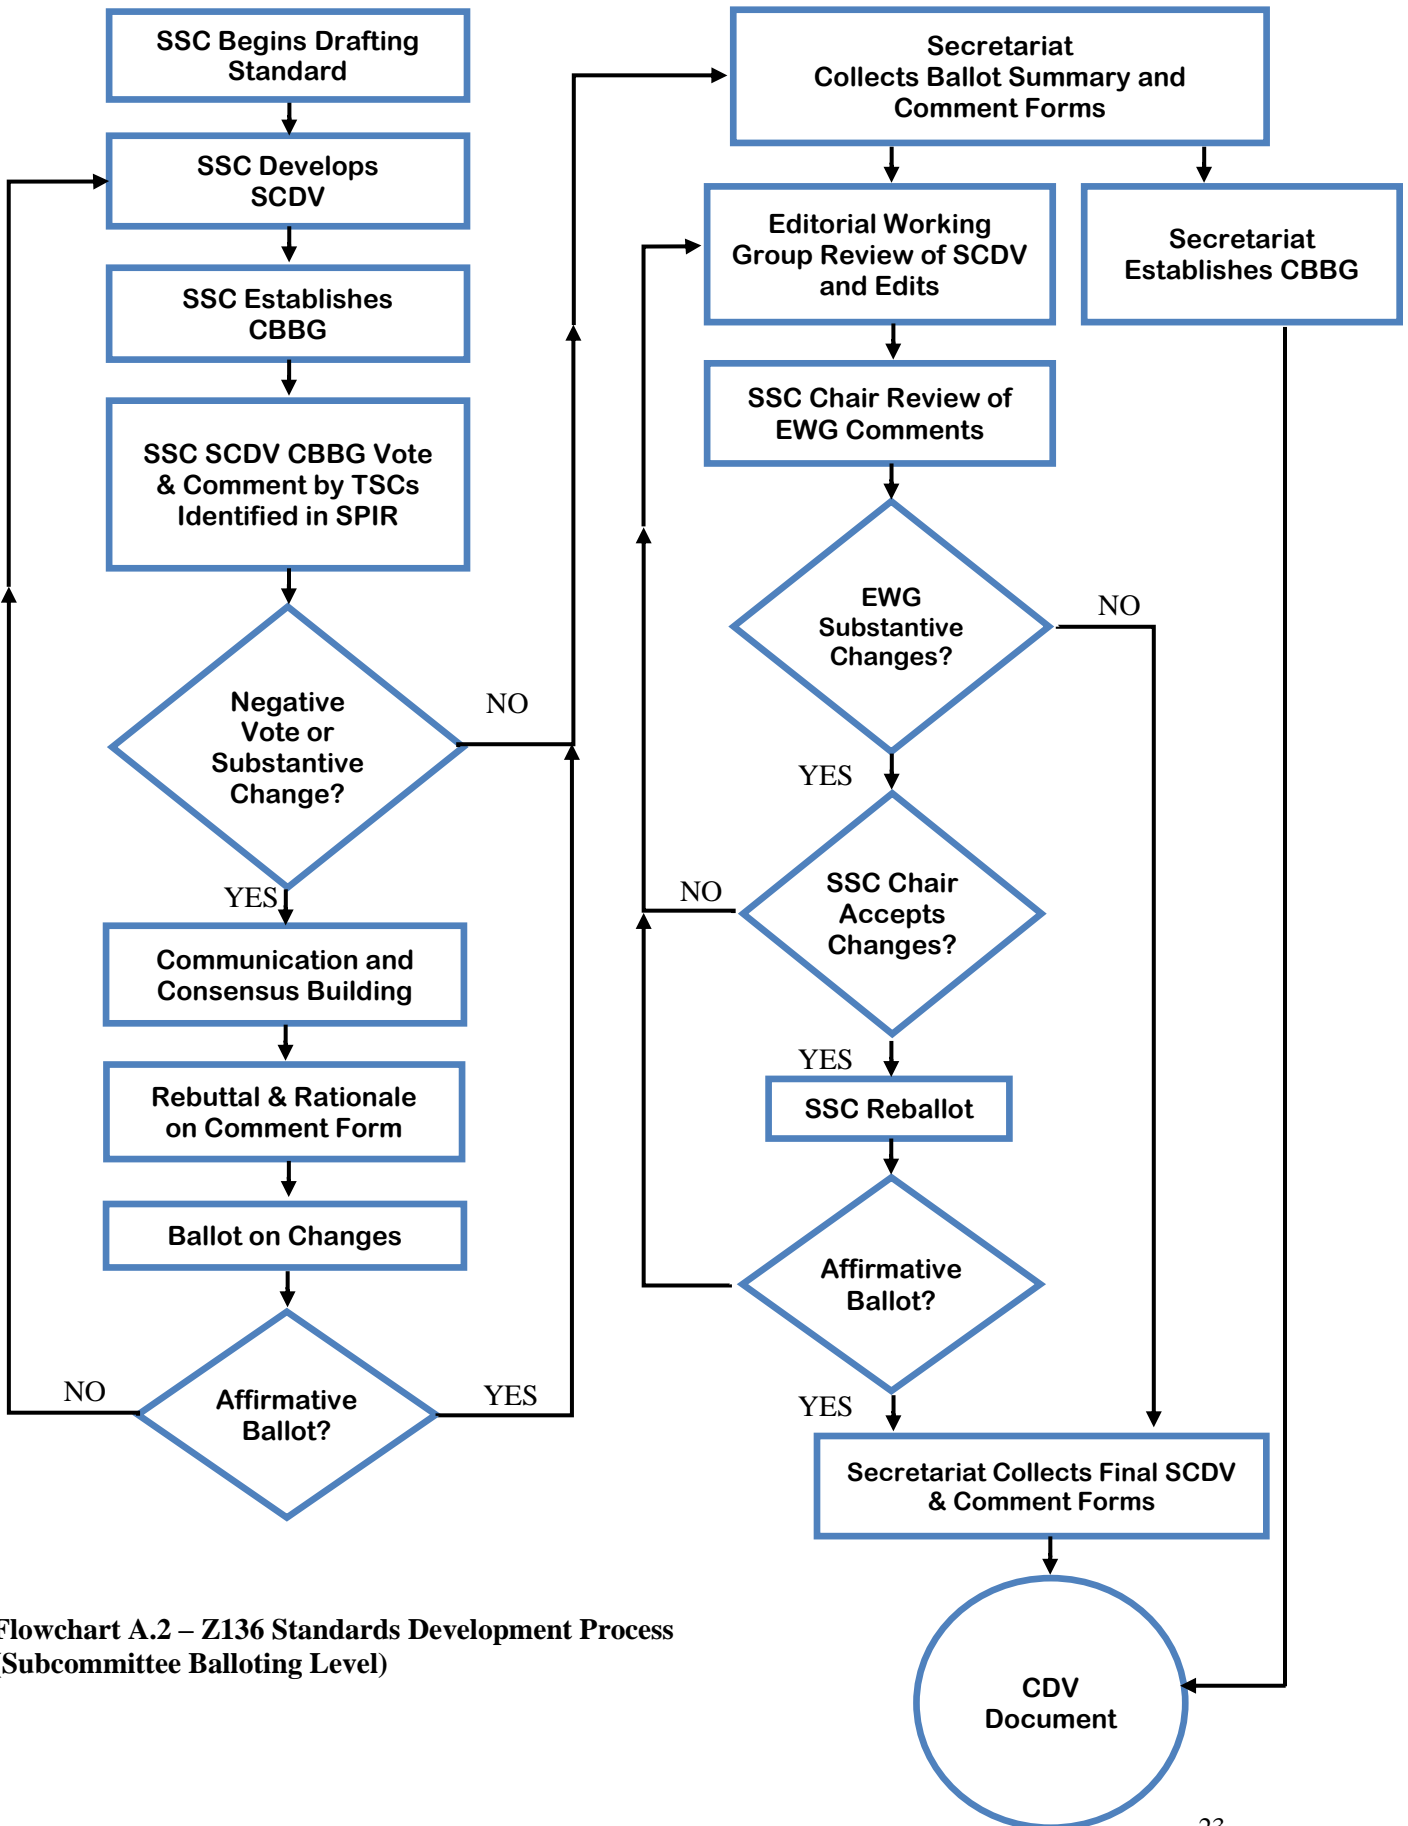 SSC Begins Drafting
Standard
SSC Develops
SCDV
SSC Establishes
CBBG
SSC SCDV CBBG Vote
& Comment by TSCs
Identified in SPIR
Negative
Vote or
Substantive
Change?
NO
YES
Communication and
Consensus Building
Rebuttal & Rationale
on Comment Form
Ballot on Changes
Affirmative
Ballot?
NO
YES
Secretariat
Collects Ballot Summary and
Comment Forms
Editorial Working
Group Review of SCDV
and Edits
Secretariat
Establishes CBBG
SSC Chair Review of
EWG Comments
EWG
Substantive
Changes?
NO
YES
SSC Chair
Accepts
Changes?
NO
YES
SSC Reballot
Affirmative
Ballot?
YES
Secretariat Collects Final SCDV
& Comment Forms
CDV
Document
Flowchart A.2 – Z136 Standards Development Process
(Subcommittee Balloting Level)